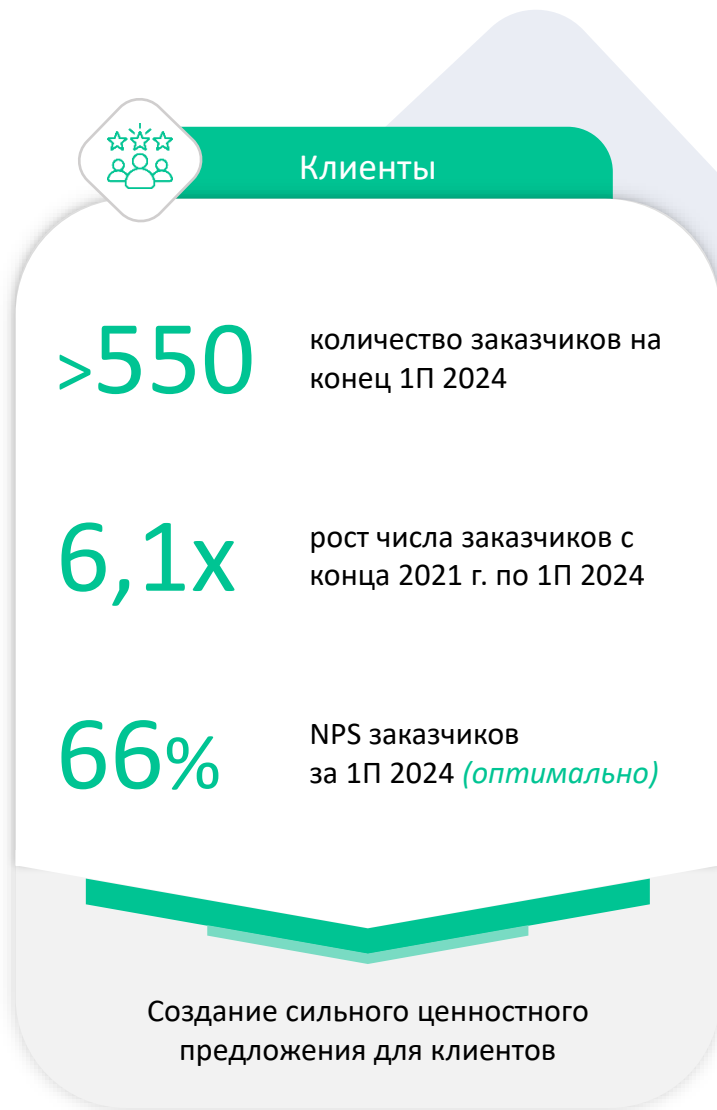 Клиенты
>550
количество заказчиков на
конец 1П 2024
6,1x
рост числа заказчиков с
конца 2021 г. по 1П 2024
66%
NPS заказчиков
за 1П 2024 (оптимально)
Создание сильного ценностного
предложения для клиентов